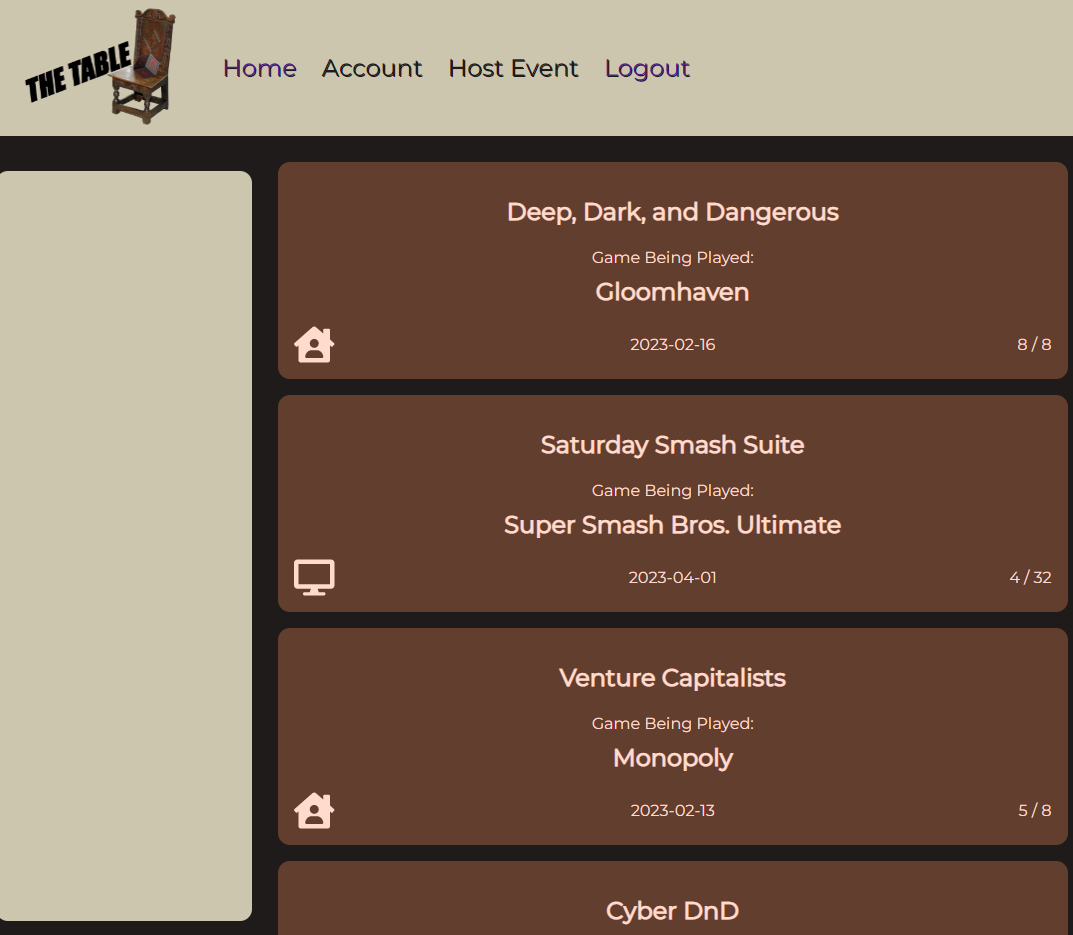 THE TABLE
Home Account Host Event Logout
Deep, Dark, and Dangerous
Game Being Played:
Gloomhaven
2023-02-16 8 / 8
Saturday Smash Suite
Game Being Played:
Super Smash Bros. Ultimate
2023-04-01 4 / 32
Venture Capitalists
Game Being Played:
Monopoly
2023-02-13 5 / 8
Cyber DnD